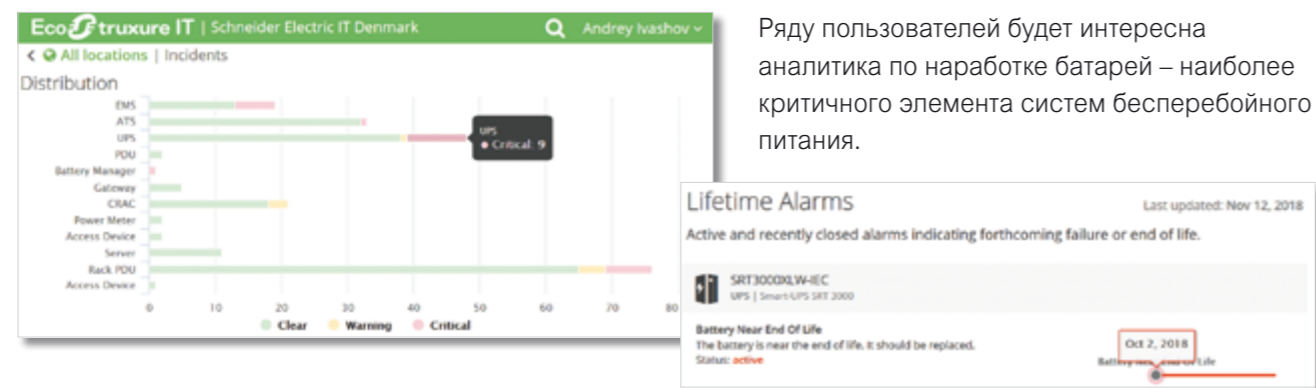 EcoStruxure IT | Schneider Electric IT Denmark
Andrey Ivashov
< All locations | Incidents
Distribution
EMS
ATS
UPS
PDU
Battery Manager
Gateway
CRAC
Power Meter
Access Device
Server
Rack PDU
Access Device
UPS
Critical: 9
0 10 20 30 40 50 60 70 80
Clear Warning Critical
Ряду пользователей будет интересна
аналитика по наработке батарей – наиболее
критичного элемента систем бесперебойного
питания.
Lifetime Alarms
Last updated: Nov 12, 2018
Active and recently closed alarms indicating forthcoming failure or end of life.
SRT3000XLW-IEC
UPS | Smart-UPS SRT 3000
Battery Near End Of Life
The battery is near the end of life. It should be replaced.
Status: active
Oct 2, 2018
Battery Near End Of Life